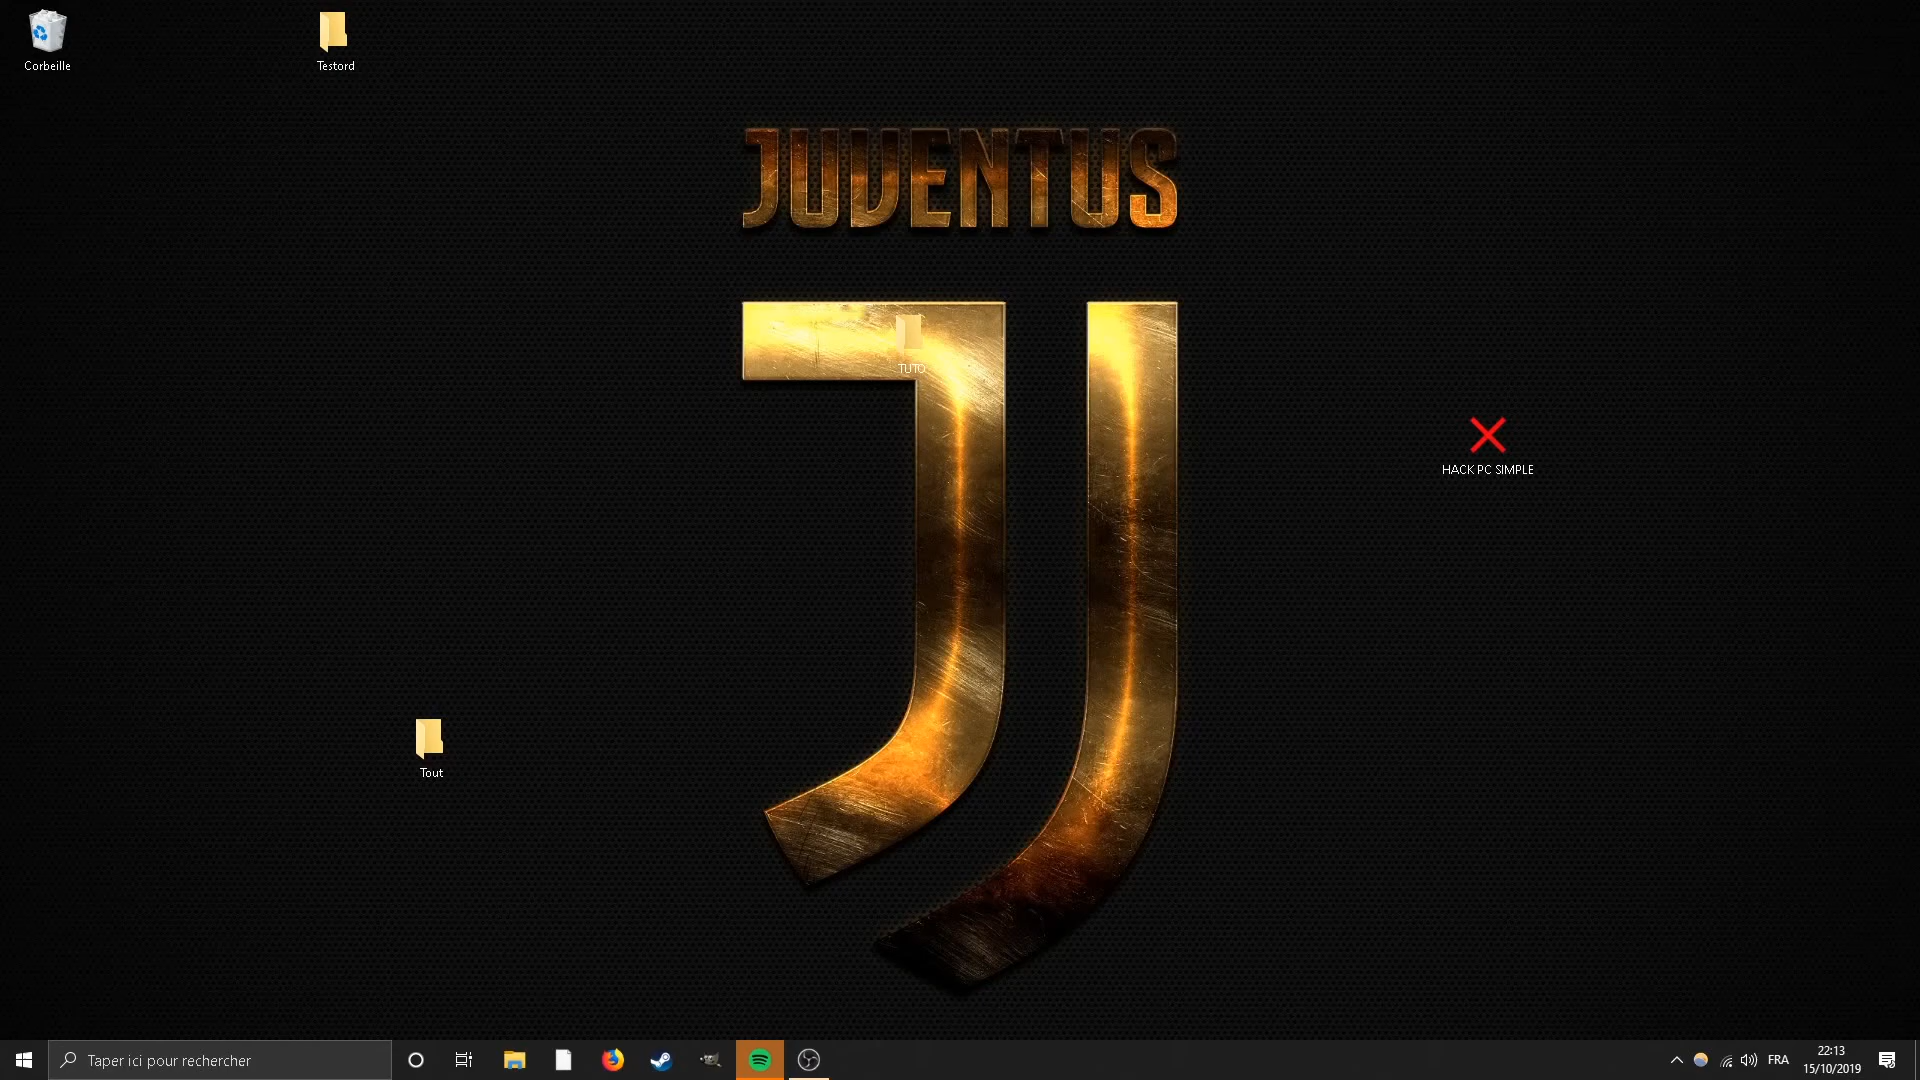 Corbeille
Testord
JUVENTUS
TUTO
HACK PC SIMPLE
Tout
Taper ici pour rechercher
FRA
22:13
15/10/2019